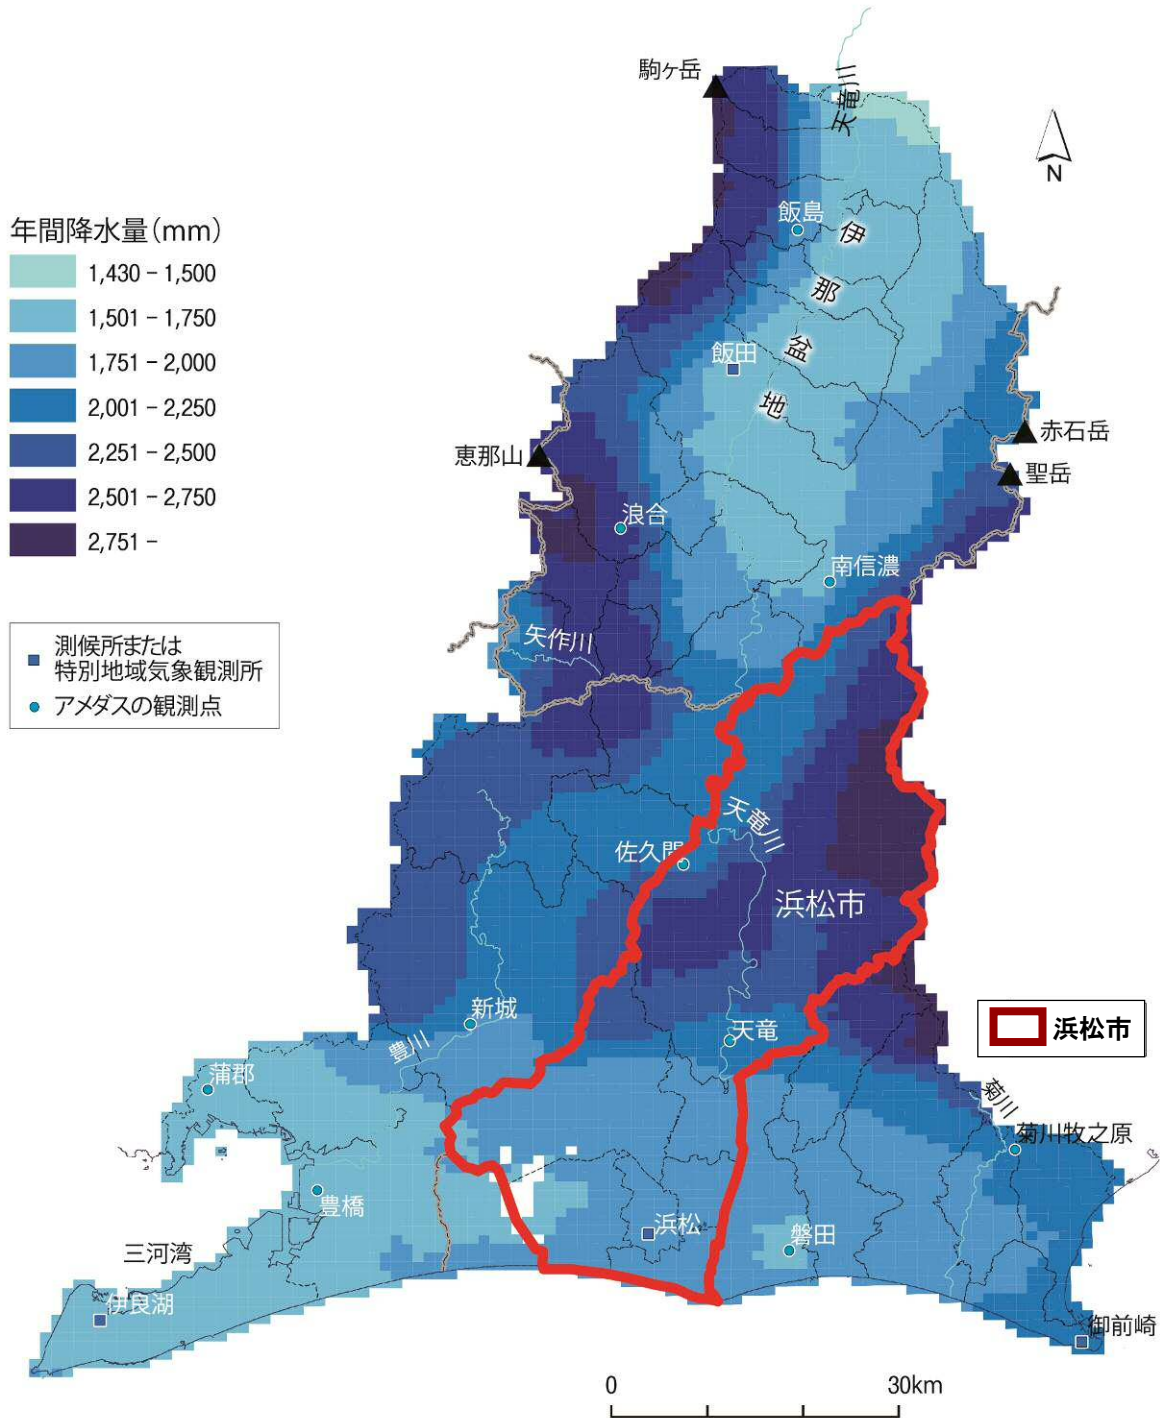 駒ヶ岳
天竜川
N
年間降水量(mm)
1,430 - 1,500
1,501 - 1,750
1,751 - 2,000
2,001 - 2,250
2,251 - 2,500
2,501 - 2,750
2,751 -
飯島
伊那盆地
飯田
赤石岳
恵那山
聖岳
浪合
南信濃
測候所または
特別地域気象観測所
アメダスの観測点
矢作川
天竜川
佐久間
浜松市
新城
天竜
浜松市
豊川
蒲郡
菊川
菊川牧之原
豊橋
浜松
磐田
三河湾
伊良湖
御前崎
0 30km